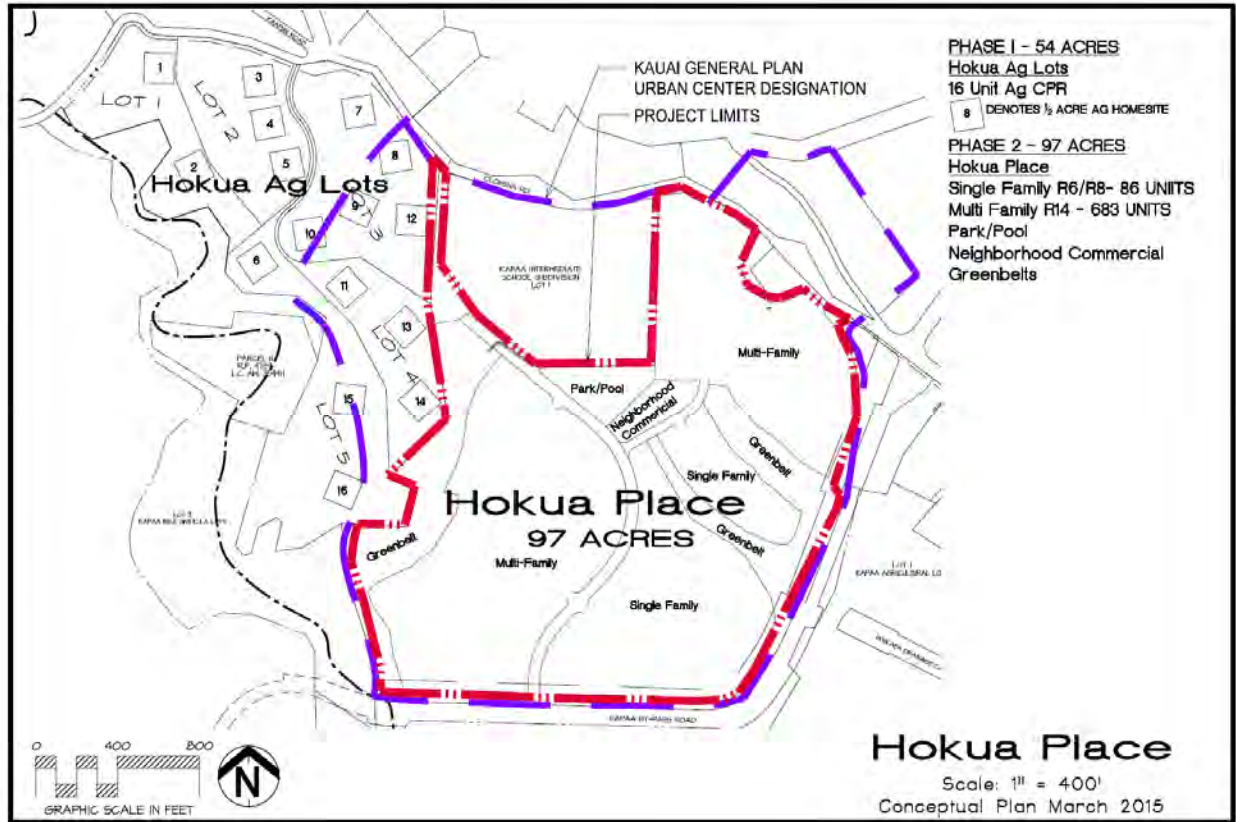 KAPAA ROAD
KAUAI GENERAL PLAN
URBAN CENTER DESIGNATION
PROJECT LIMITS
PHASE I - 54 ACRES
Hokua Ag Lots
16 Unit Ag CPR
8 DENOTES ½ ACRE AG HOMESITE
PHASE 2 - 97 ACRES
Hokua Place
Single Family R6/R8- 86 UNIITS
Multi Family R14 - 683 UNITS
Park/Pool
Neighborhood Commercial
Greenbelts
1
LOT 1
3
LOT 2
4
7
5
8
2
Hokua Ag Lots
OLOHENA RD
9
LOT 3
12
10
6
11
KAPAA INTERMEDIATE
SCHOOL SUBDIVISION
LOT 1
13
LOT 4
14
15
LOT 5
16
Multi-Family
Park/Pool
Neighborhood
Commericial
Greenbelt
Single Family
Hokua Place
97 ACRES
Greenbelt
Greenbelt
Multi-Family
Single Family
LOT 1
KAPAA AGRICULTURAL LO
KAPAA BY-PASS ROAD
0 400 800
GRAPHIC SCALE IN FEET
N
Hokua Place
Scale: 1" = 400'
Conceptual Plan March 2015